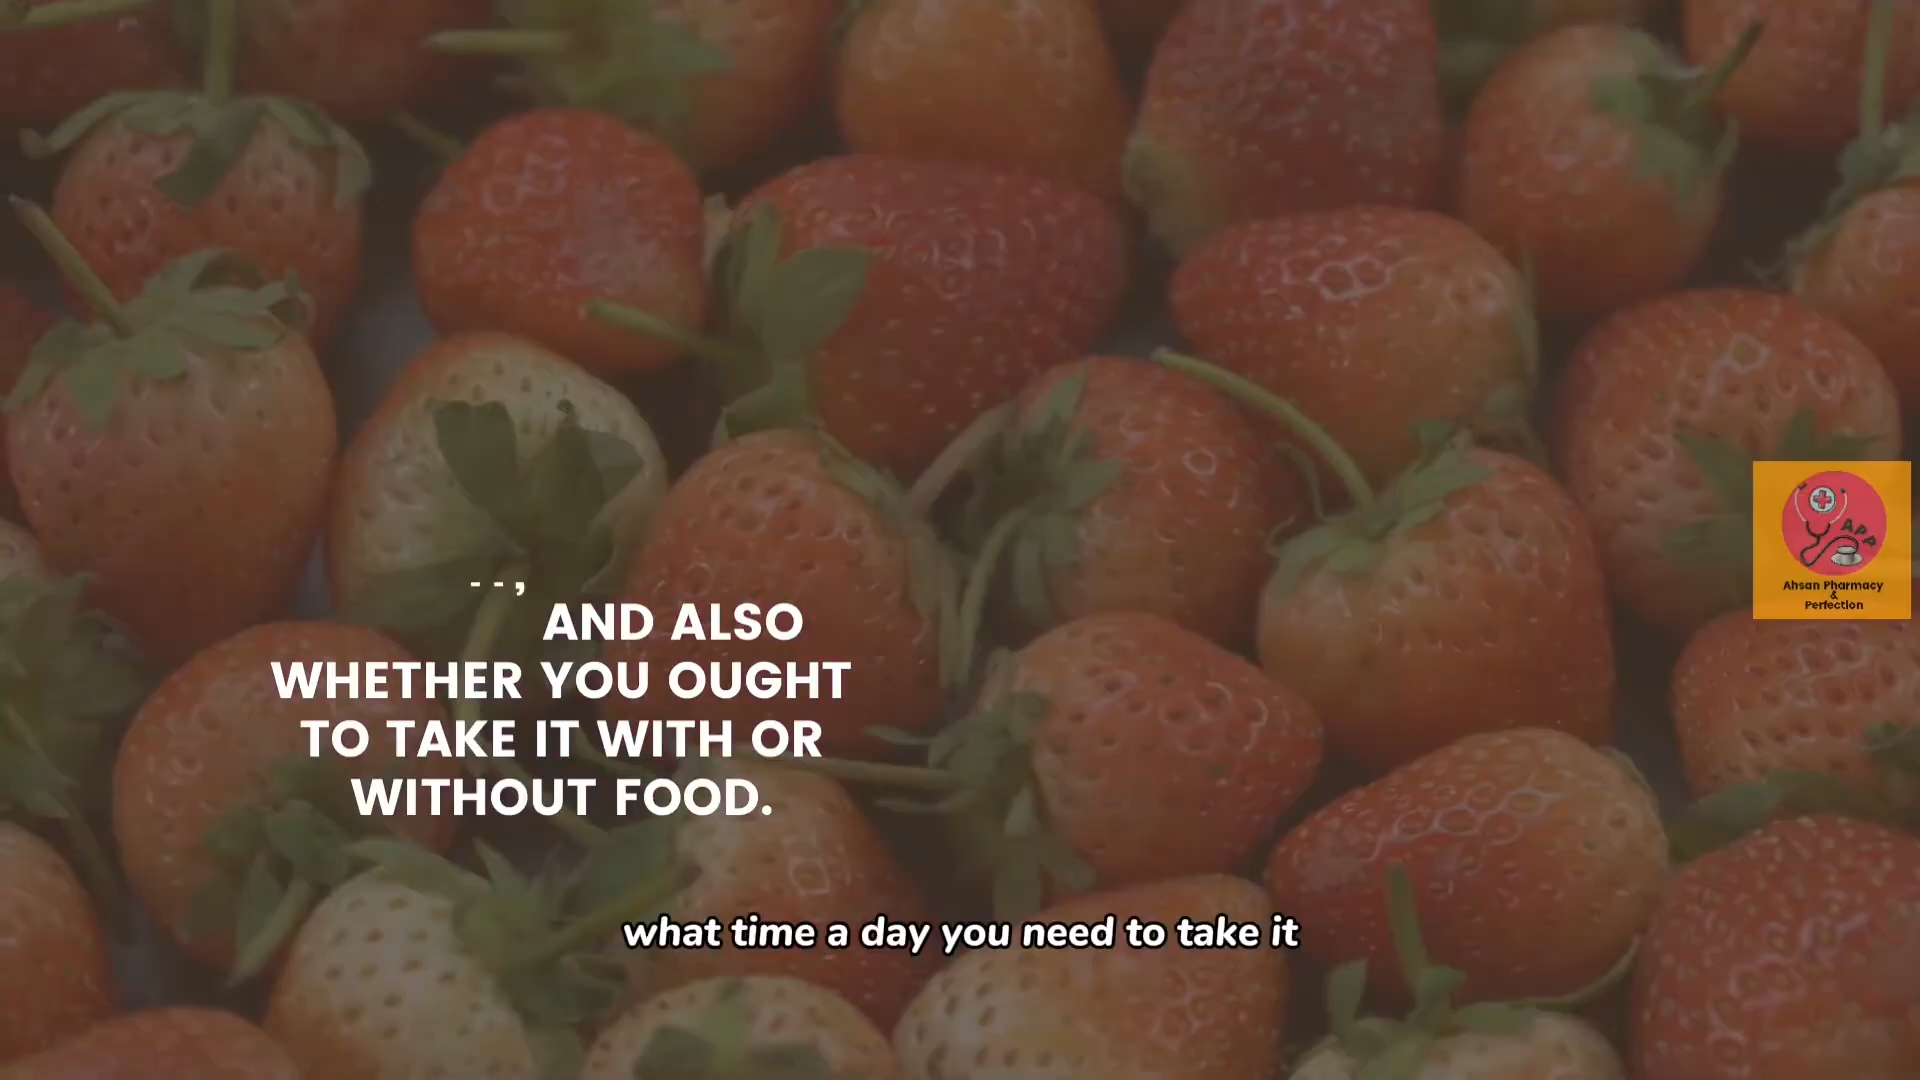 - - ,
AND ALSO
WHETHER YOU OUGHT
TO TAKE IT WITH OR
WITHOUT FOOD.
APP
Ahsan Pharmacy
&
Perfection
what time a day you need to take it